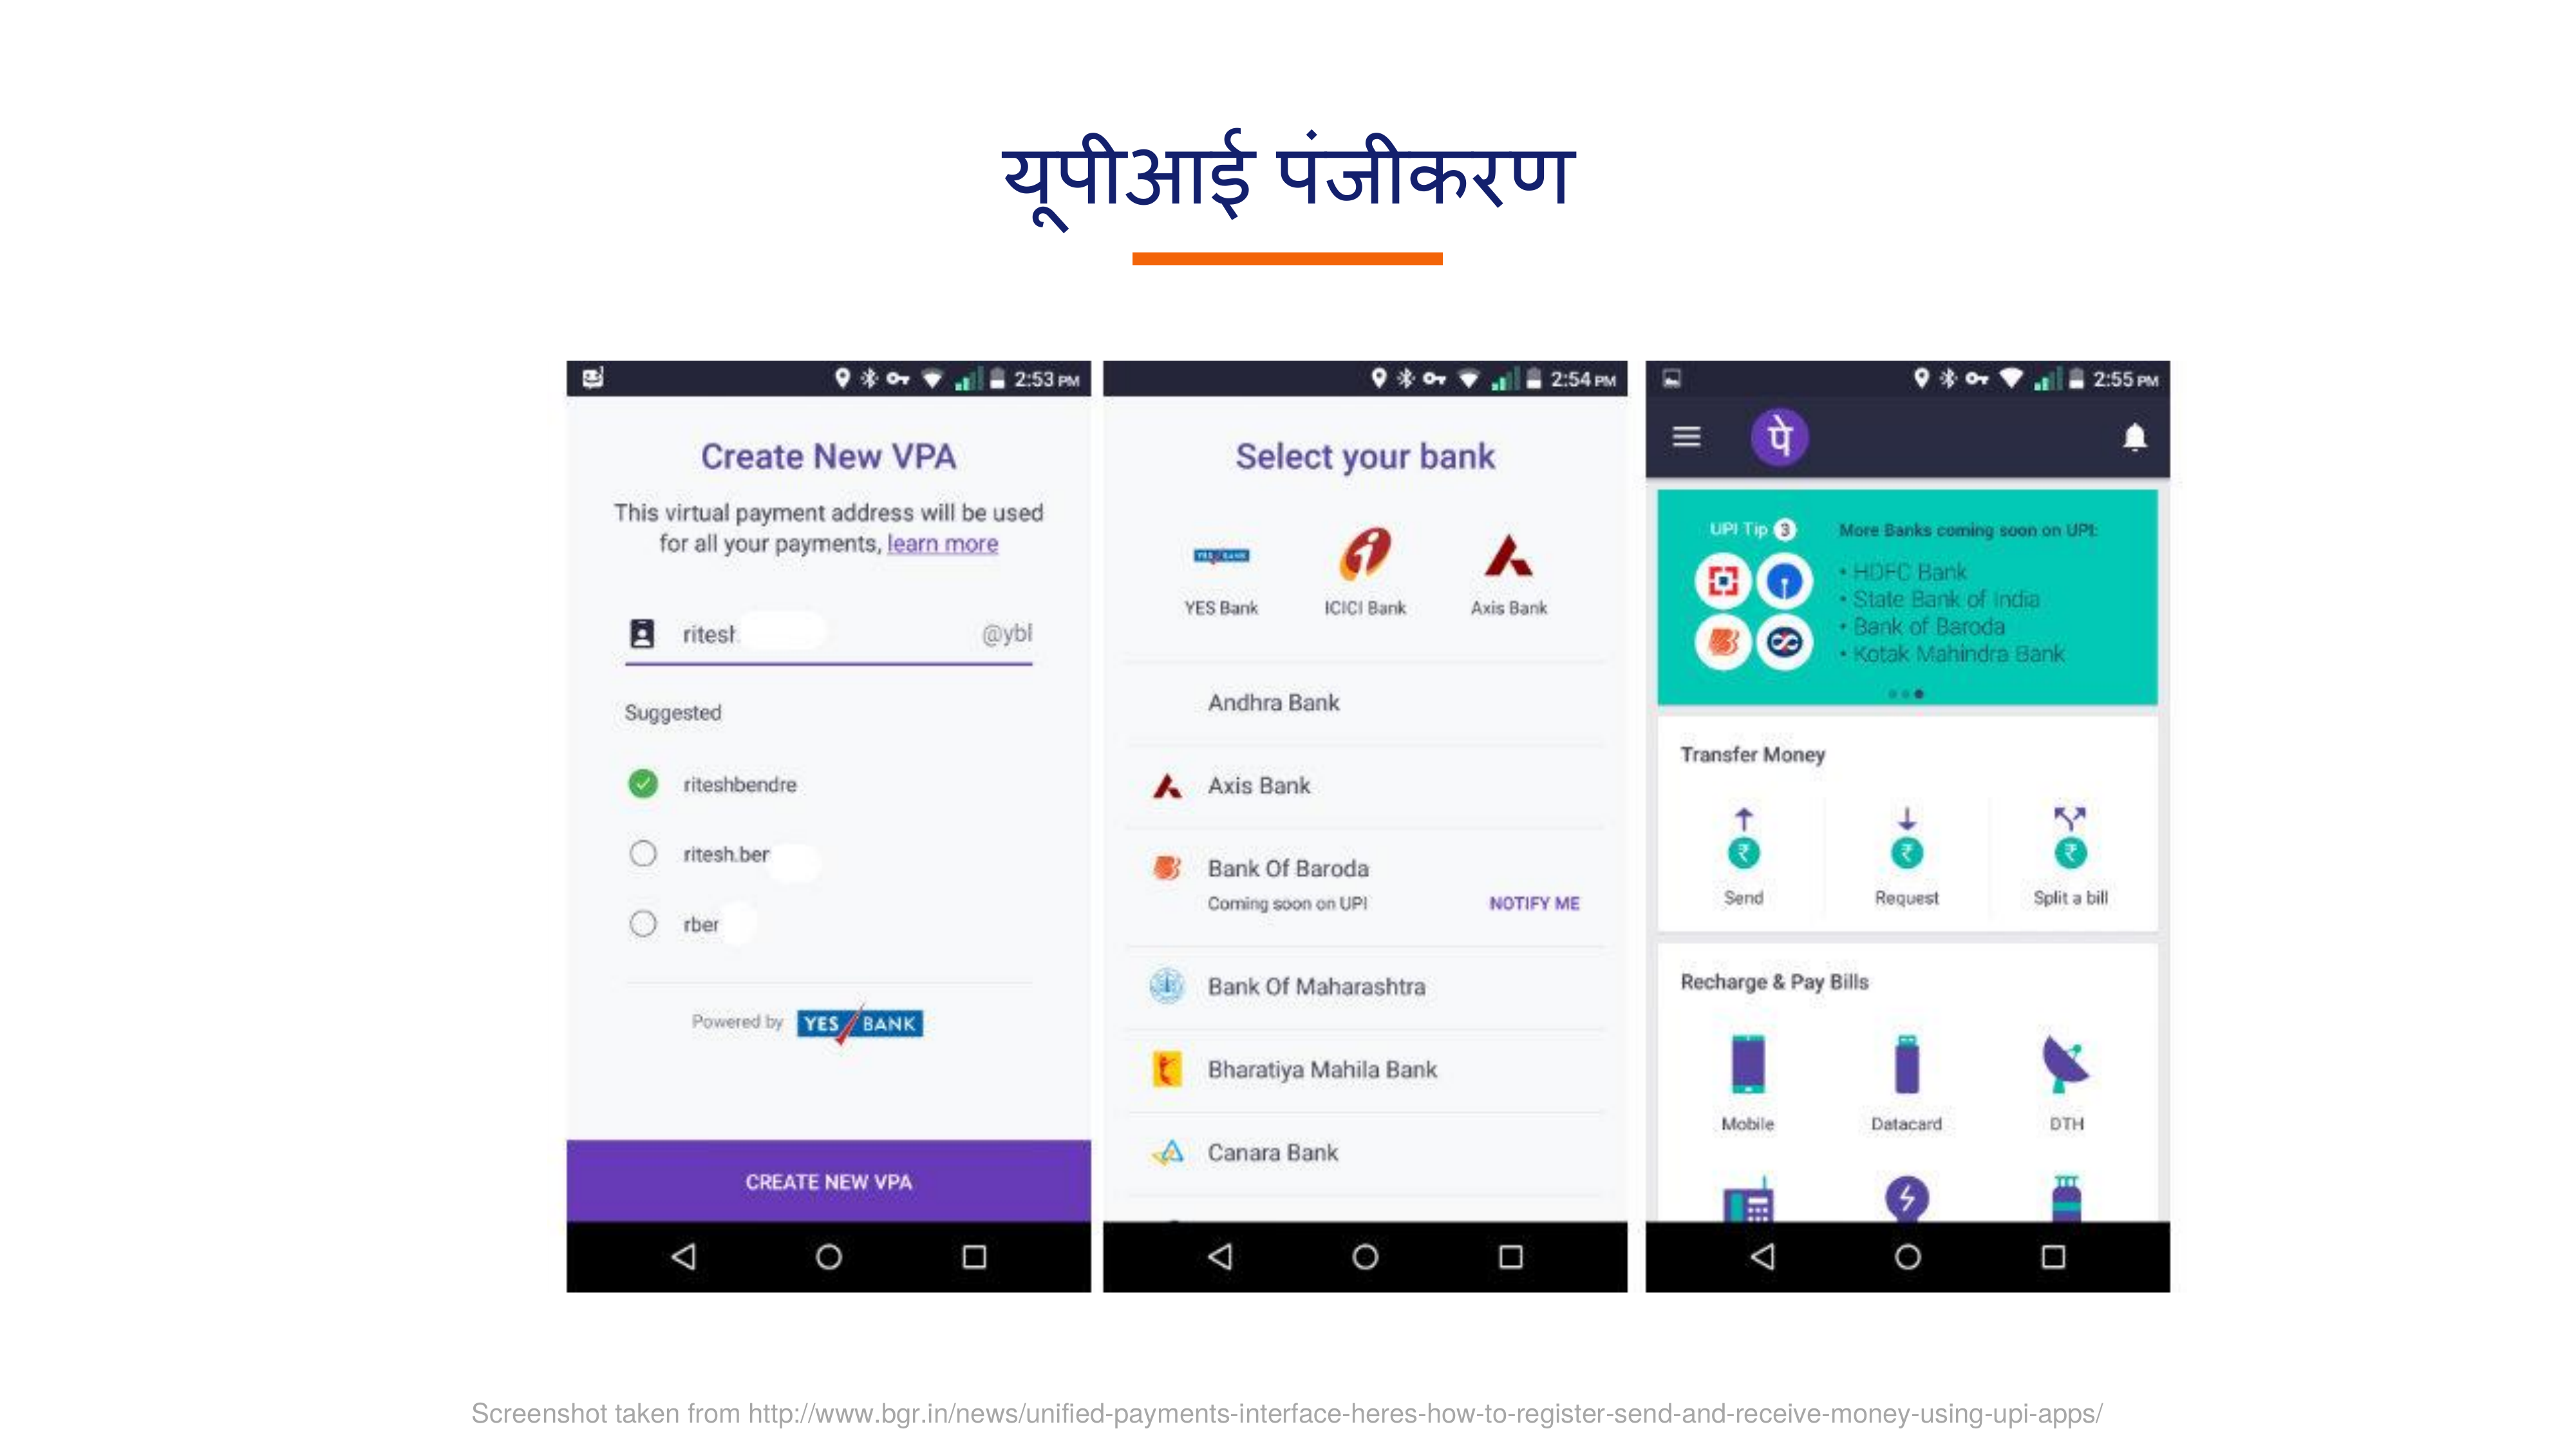 यूपीआई पंजीकरण
2:53 PM
Create New VPA
This virtual payment address will be used
for all your payments, learn more
ritesh
@ybl
Suggested
riteshbendre
ritesh.ber
rber
Powered by YES BANK
CREATE NEW VPA
2:54 PM
Select your bank
YES BANK
YES Bank ICICI Bank Axis Bank
Andhra Bank
Axis Bank
Bank Of Baroda
Coming soon on UPI NOTIFY ME
Bank Of Maharashtra
Bharatiya Mahila Bank
Canara Bank
2:55 PM
पे
UPI Tip 3
More Banks coming soon on UPI:
• HDFC Bank
• State Bank of India
• Bank of Baroda
• Kotak Mahindra Bank
Transfer Money
Send Request Split a bill
Recharge & Pay Bills
Mobile Datacard DTH
Screenshot taken from http://www.bgr.in/news/unified-payments-interface-heres-how-to-register-send-and-receive-money-using-upi-apps/